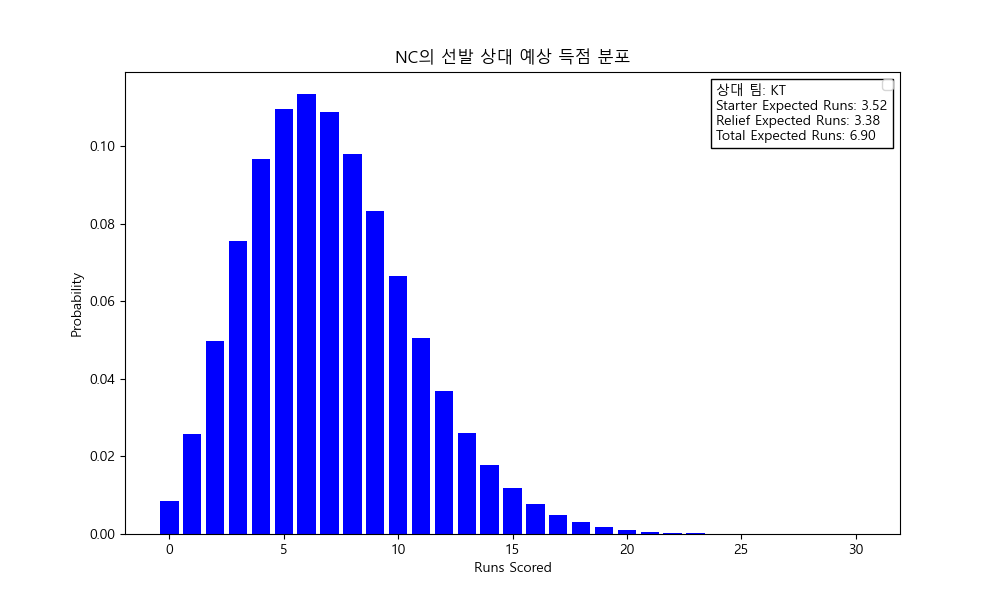 NC의 선발 상대 예상 득점 분포
상대 팀: KT
Starter Expected Runs: 3.52
Relief Expected Runs: 3.38
Total Expected Runs: 6.90
Probability
0.10
0.08
0.06
0.04
0.02
0.00
0 5 10 15 20 25 30
Runs Scored